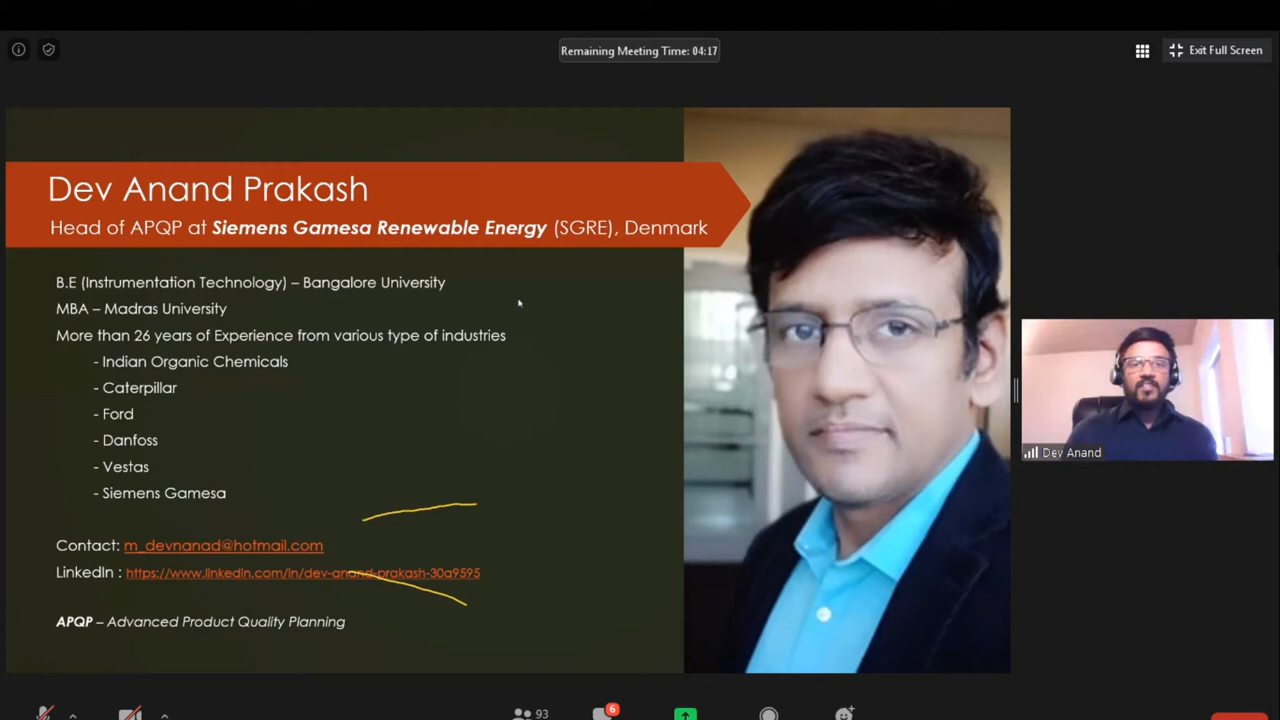 Remaining Meeting Time: 04:17
Exit Full Screen
Dev Anand Prakash
Head of APQP at Siemens Gamesa Renewable Energy (SGRE), Denmark
B.E (Instrumentation Technology) – Bangalore University
MBA – Madras University
More than 26 years of Experience from various type of industries
- Indian Organic Chemicals
- Caterpillar
- Ford
- Danfoss
- Vestas
- Siemens Gamesa
Contact: m_devnanad@hotmail.com
LinkedIn : https://www.linkedin.com/in/dev-anand-prakash-30a9595
APQP – Advanced Product Quality Planning
Dev Anand
93
6